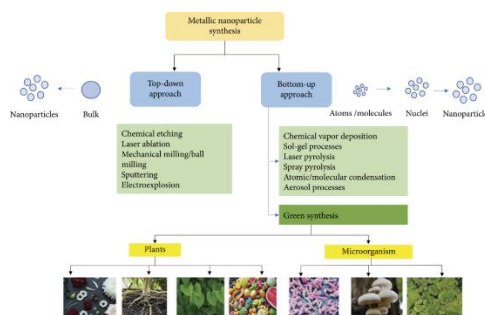 Metallic nanoparticle
synthesis
Top-down
approach
Bottom-up
approach
Nanoparticles
Bulk
Atoms /molecules
Nuclei
Nanoparticle
Chemical etching
Laser ablation
Mechanical milling/ball
milling
Sputtering
Electroexplosion
Chemical vapor deposition
Sol-gel processes
Laser pyrolysis
Spray pyrolysis
Atomic/molecular condensation
Aerosol processes
Green synthesis
Plants
Microorganism